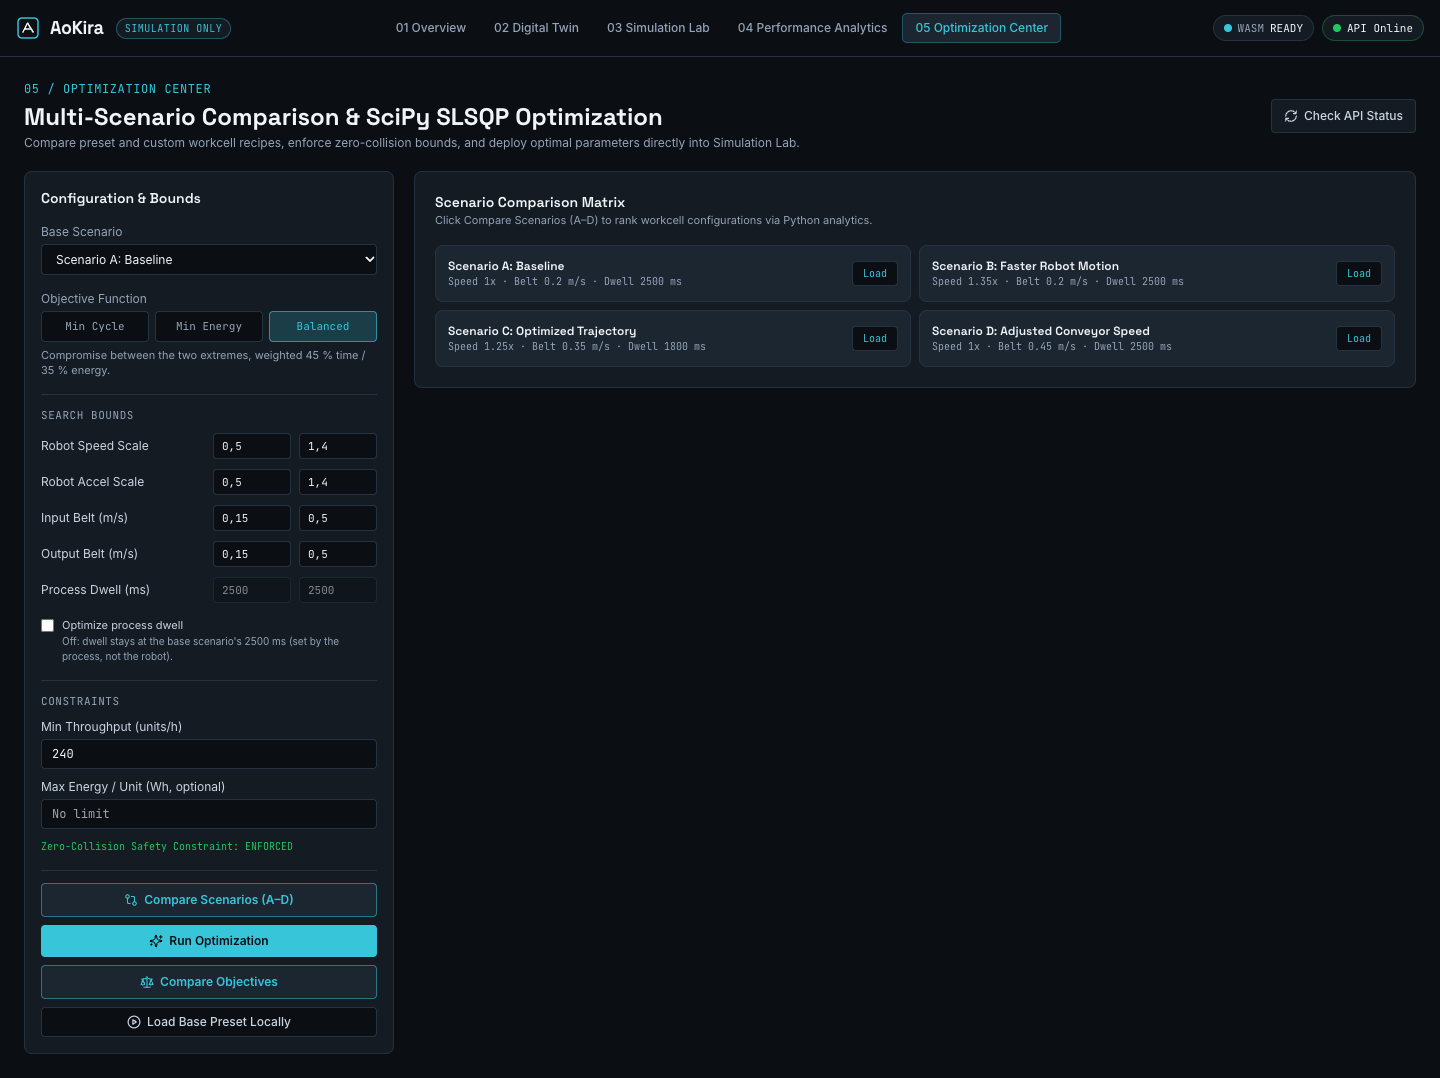 AoKira
SIMULATION ONLY
01 Overview
02 Digital Twin
03 Simulation Lab
04 Performance Analytics
05 Optimization Center
WASM READY
API Online
05 / OPTIMIZATION CENTER
Multi-Scenario Comparison & SciPy SLSQP Optimization
Compare preset and custom workcell recipes, enforce zero-collision bounds, and deploy optimal parameters directly into Simulation Lab.
Check API Status
Configuration & Bounds
Base Scenario
Scenario A: Baseline
Objective Function
Min Cycle
Min Energy
Balanced
Compromise between the two extremes, weighted 45 % time /
35 % energy.
SEARCH BOUNDS
Robot Speed Scale 0,5 1,4
Robot Accel Scale 0,5 1,4
Input Belt (m/s) 0,15 0,5
Output Belt (m/s) 0,15 0,5
Process Dwell (ms) 2500 2500
Optimize process dwell
Off: dwell stays at the base scenario's 2500 ms (set by the
process, not the robot).
CONSTRAINTS
Min Throughput (units/h)
240
Max Energy / Unit (Wh, optional)
No limit
Zero-Collision Safety Constraint: ENFORCED
Compare Scenarios (A–D)
Run Optimization
Compare Objectives
Load Base Preset Locally
Scenario Comparison Matrix
Click Compare Scenarios (A–D) to rank workcell configurations via Python analytics.
Scenario A: Baseline
Speed 1x · Belt 0.2 m/s · Dwell 2500 ms
Load
Scenario B: Faster Robot Motion
Speed 1.35x · Belt 0.2 m/s · Dwell 2500 ms
Load
Scenario C: Optimized Trajectory
Speed 1.25x · Belt 0.35 m/s · Dwell 1800 ms
Load
Scenario D: Adjusted Conveyor Speed
Speed 1x · Belt 0.45 m/s · Dwell 2500 ms
Load